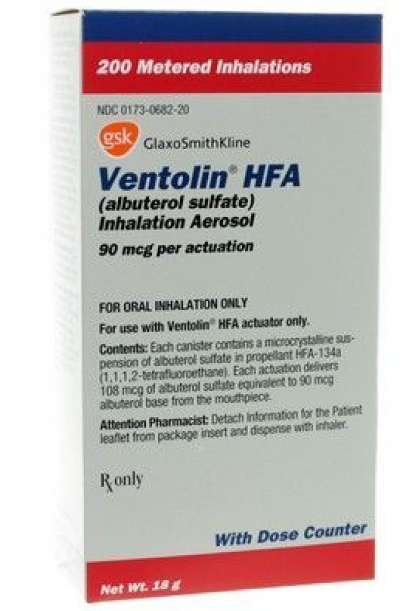 200 Metered Inhalations
NDC 0173-0682-20
gsk GlaxoSmithKline
Ventolin® HFA
(albuterol sulfate)
Inhalation Aerosol
90 mcg per actuation
FOR ORAL INHALATION ONLY
For use with Ventolin® HFA actuator only.
Contents: Each canister contains a microcrystalline sus-
pension of albuterol sulfate in propellant HFA-134a
(1,1,1,2-tetrafluoroethane). Each actuation delivers
108 mcg of albuterol sulfate equivalent to 90 mcg
albuterol base from the mouthpiece.
Attention Pharmacist: Detach Information for the Patient
leaflet from package insert and dispense with inhaler.
Rx only
With Dose Counter
Net Wt. 18 g